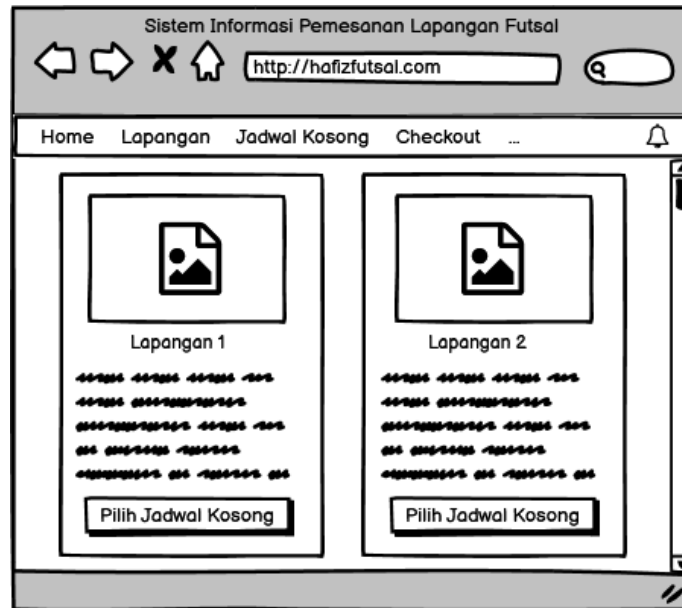 Sistem Informasi Pemesanan Lapangan Futsal
http://hafizfutsal.com
Home Lapangan Jadwal Kosong Checkout ...
Lapangan 1
Pilih Jadwal Kosong
Lapangan 2
Pilih Jadwal Kosong